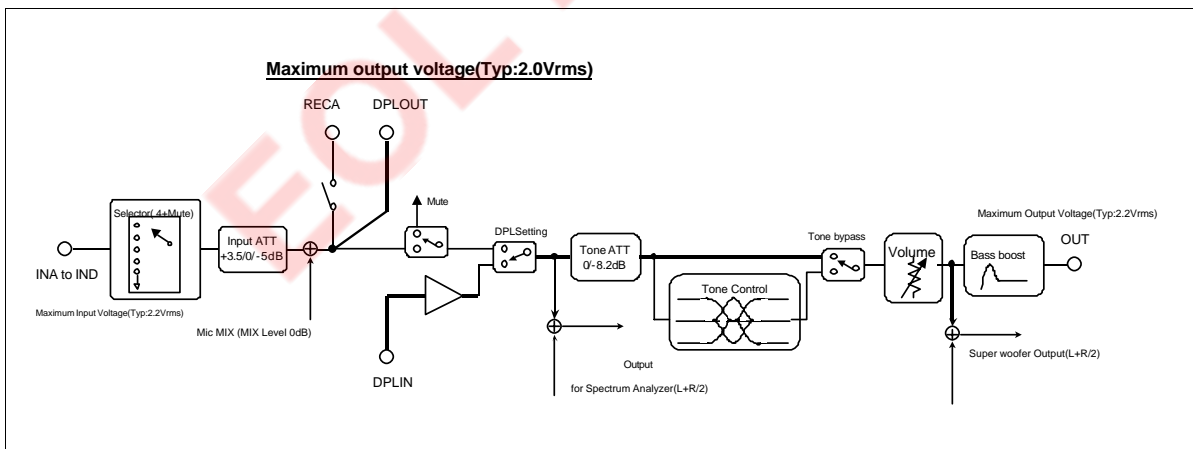 EOL
Maximum output voltage(Typ:2.0Vrms)
RECA
DPLOUT
Selector( 4+Mute)
Mute
Input ATT
+3.5/0/-5dB
DPLSetting
Tone ATT
0/-8.2dB
Tone bypass
Maximum Output Voltage(Typ:2.2Vrms)
OUT
Volume
Bass boost
INA to IND
Maximum Input Voltage(Typ:2.2Vrms)
Tone Control
Mic MIX (MIX Level 0dB)
DPLIN
Output
for Spectrum Analyzer(L+R/2)
Super woofer Output(L+R/2)